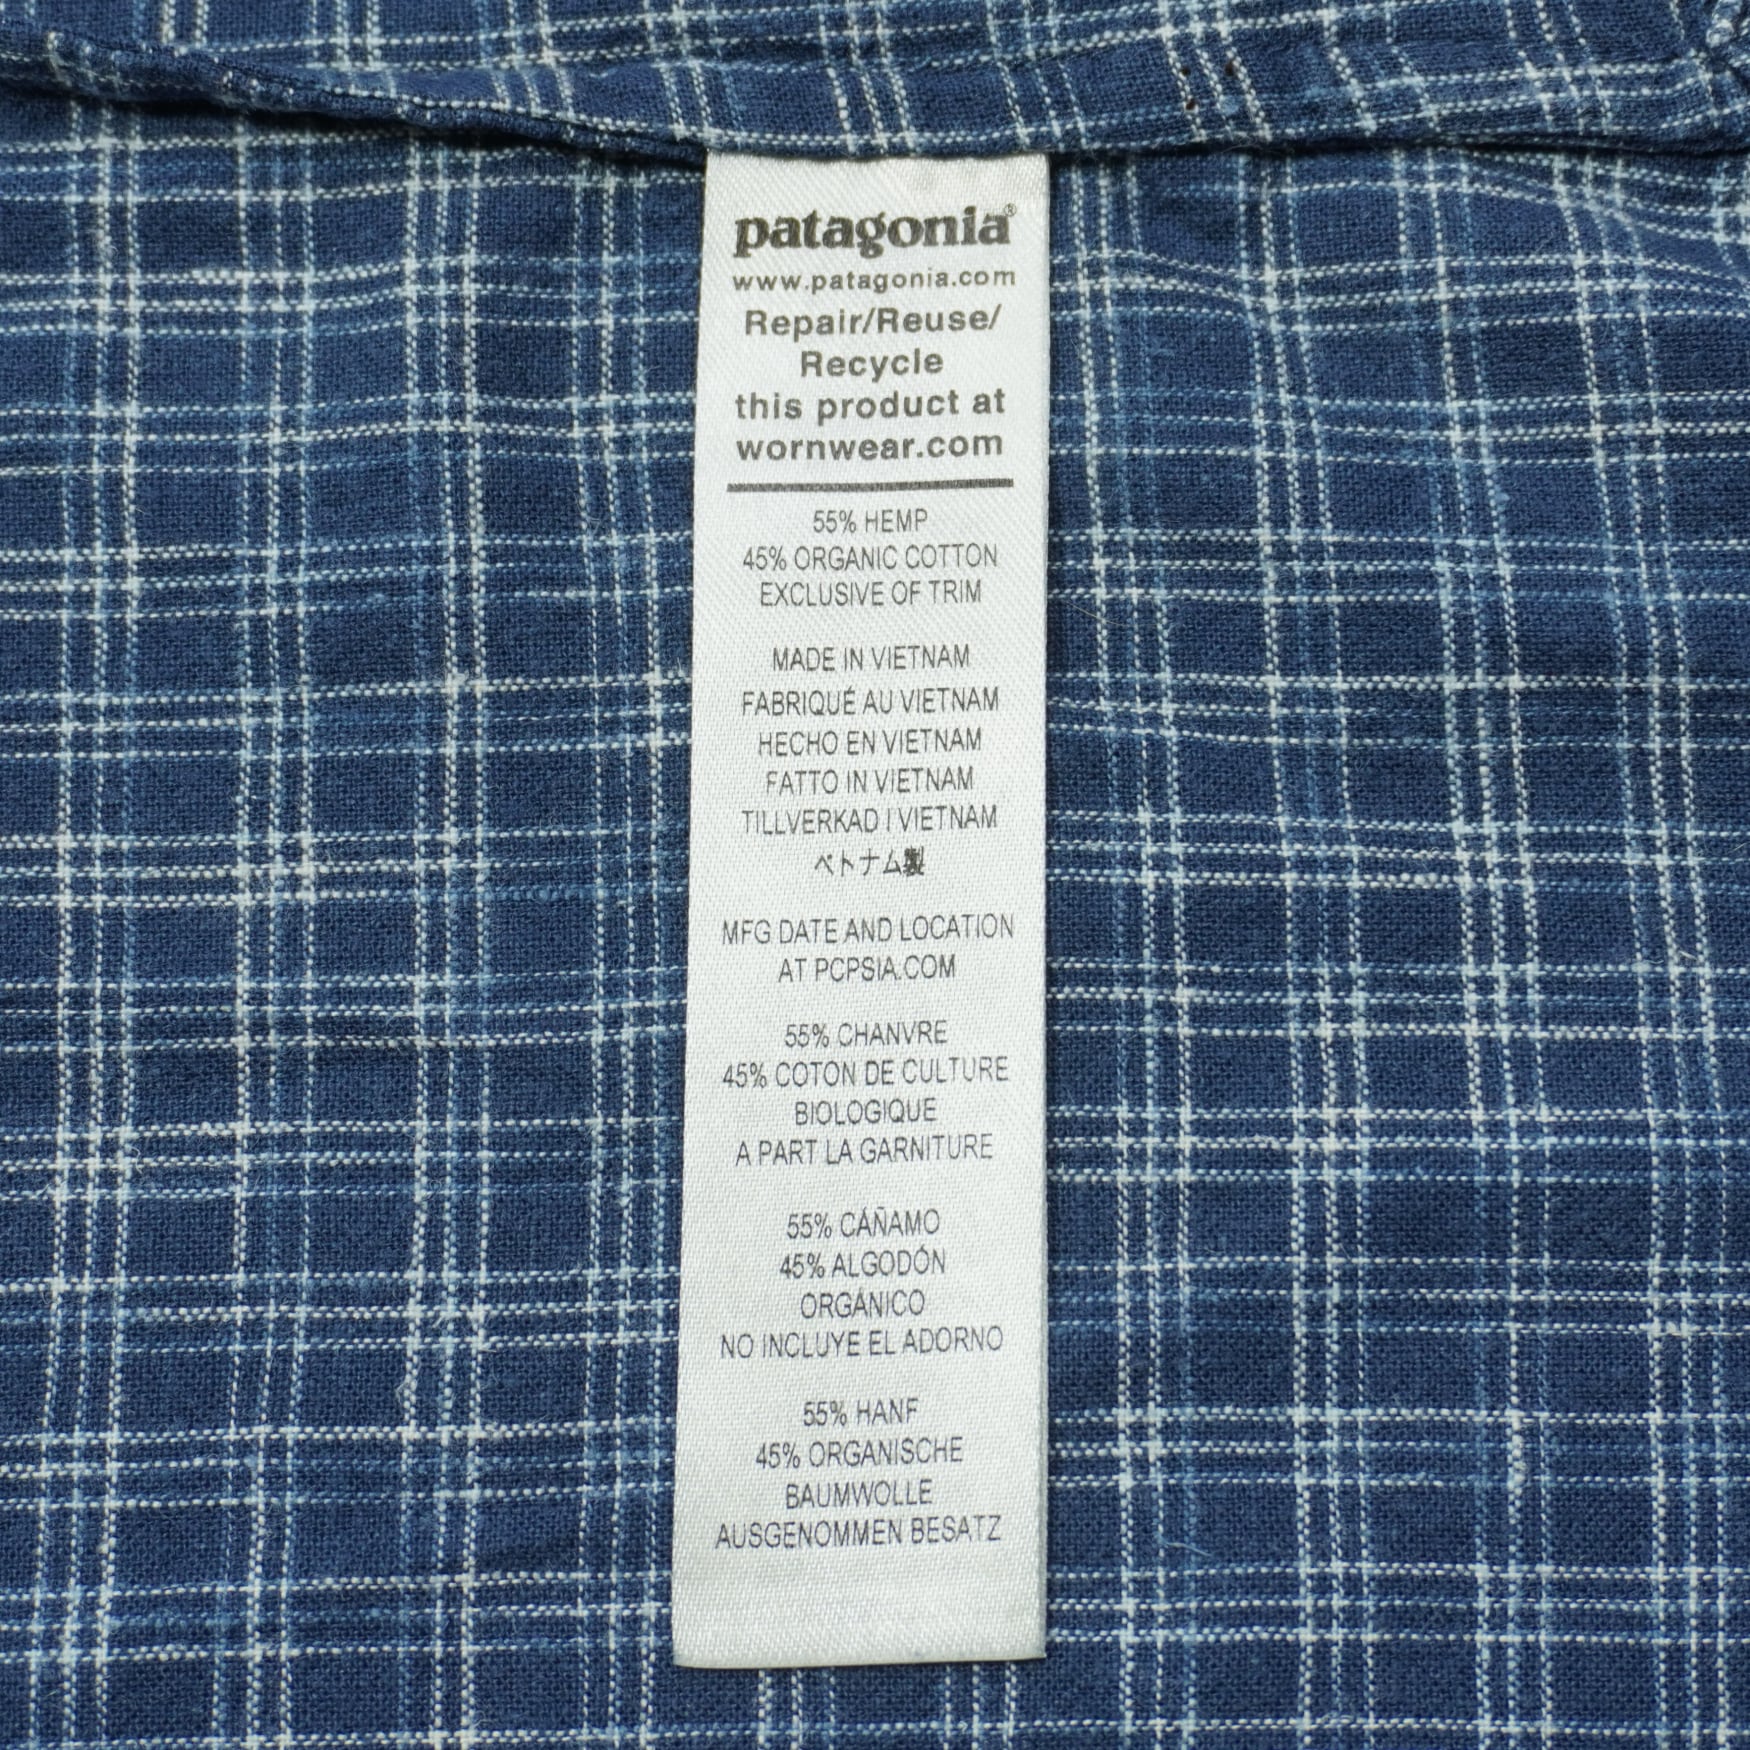 patagonia®
www.patagonia.com
Repair/Reuse/
Recycle
this product at
wornwear.com
55% HEMP
45% ORGANIC COTTON
EXCLUSIVE OF TRIM
MADE IN VIETNAM
FABRIQUÉ AU VIETNAM
HECHO EN VIETNAM
FATTO IN VIETNAM
TILLVERKAD I VIETNAM
ベトナム製
MFG DATE AND LOCATION
AT PCPSIA.COM
55% CHANVRE
45% COTON DE CULTURE
BIOLOGIQUE
A PART LA GARNITURE
55% CÁÑAMO
45% ALGODÓN
ORGÁNICO
NO INCLUYE EL ADORNO
55% HANF
45% ORGANISCHE
BAUMWOLLE
AUSGENOMMEN BESATZ